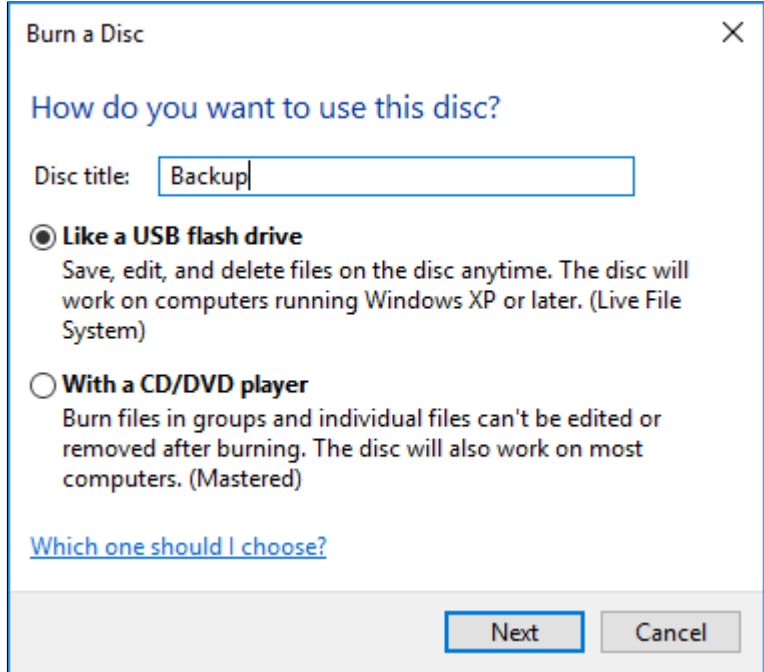 Burn a Disc
How do you want to use this disc?
Disc title: Backup
Like a USB flash drive
Save, edit, and delete files on the disc anytime. The disc will
work on computers running Windows XP or later. (Live File
System)
With a CD/DVD player
Burn files in groups and individual files can't be edited or
removed after burning. The disc will also work on most
computers. (Mastered)
Which one should I choose?
Next Cancel